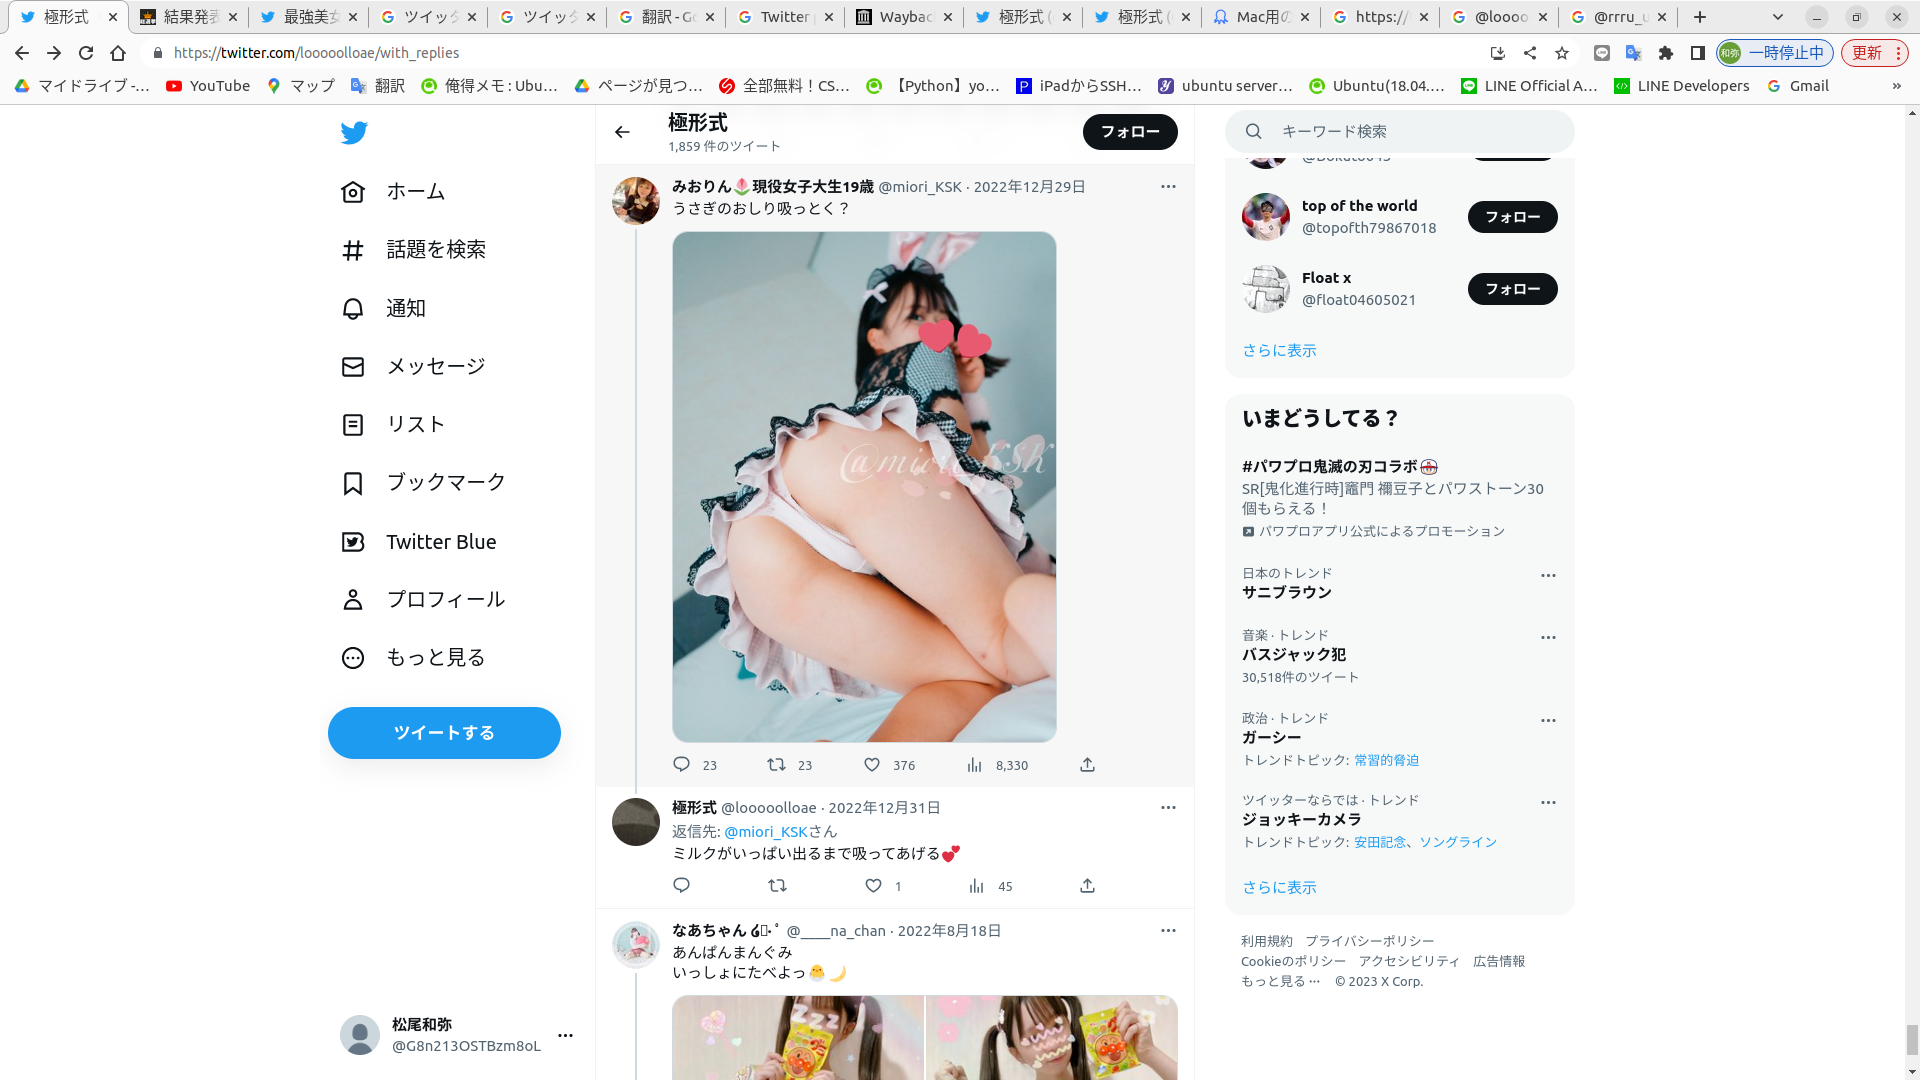 極形式
結果発表
最強美女
ツイッタ
ツイッタ
翻訳 - Go
Twitter
Wayba
極形式 (
極形式 (
Mac用の
https://
@loooo
@rrru_u
https://twitter.com/looooolloae/with_replies
和弥 一時停止中
更新
マイドライブ -...
YouTube
マップ
翻訳
俺得メモ : Ubu...
ページが見つ...
全部無料！CS...
【Python】yo...
iPadからSSH...
ubuntu server...
Ubuntu(18.04....
LINE Official A...
LINE Developers
Gmail
»
ホーム
話題を検索
通知
メッセージ
リスト
ブックマーク
Twitter Blue
プロフィール
もっと見る
ツイートする
松尾和弥
@G8n213OSTBzm8oL
極形式
1,859 件のツイート
フォロー
みおりん🌷現役女子大生19歳 @miori_KSK · 2022年12月29日
うさぎのおしり吸っとく？
@miori_KSK
23 23 376 8,330
極形式 @looooolloae · 2022年12月31日
返信先: @miori_KSKさん
ミルクがいっぱい出るまで吸ってあげる💕
1 45
なあちゃん @____na_chan · 2022年8月18日
あんぱんまんぐみ
いっしょにたべよっ🐣🌙
ZZZ
キーワード検索
top of the world
@topofth79867018
フォロー
Float x
@float04605021
フォロー
さらに表示
いまどうしてる？
#パワプロ鬼滅の刃コラボ
SR[鬼化進行時]竈門 禰豆子とパワストーン30
個もらえる！
パワプロアプリ公式によるプロモーション
日本のトレンド
サニブラウン
音楽 · トレンド
バスジャック犯
30,518件のツイート
政治 · トレンド
ガーシー
トレンドトピック: 常習的脅迫
ツイッターならでは · トレンド
ジョッキーカメラ
トレンドトピック: 安田記念、ソングライン
さらに表示
利用規約 プライバシーポリシー
Cookieのポリシー アクセシビリティ 広告情報
もっと見る ··· © 2023 X Corp.